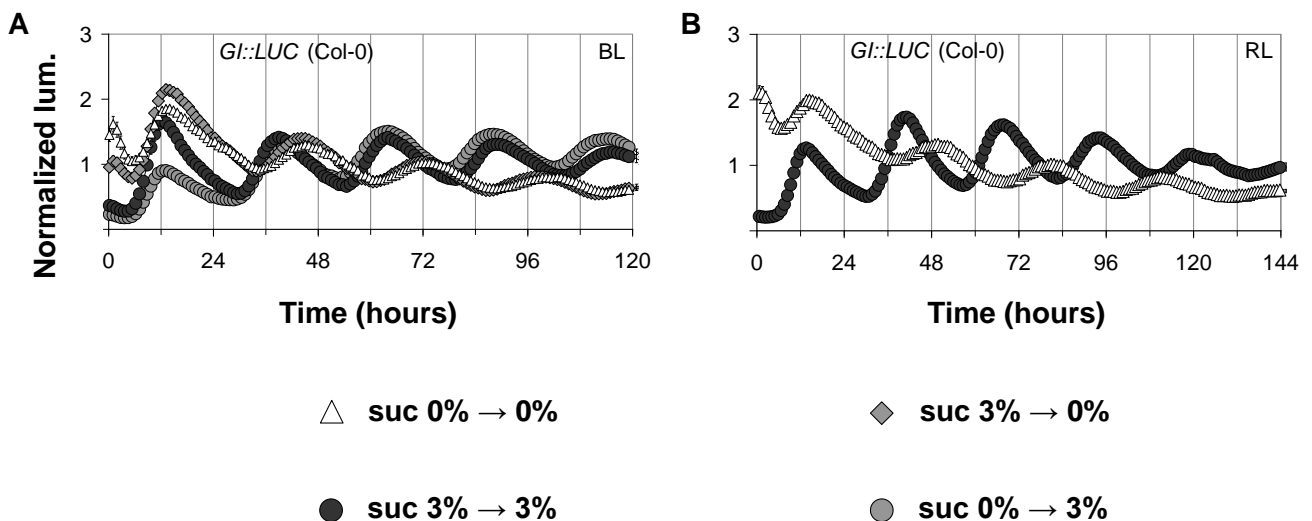 A
B
GI::LUC (Col-0) BL
GI::LUC (Col-0) RL
Normalized lum.
3
2
1
0 24 48 72 96 120
Time (hours)
3
2
1
0 24 48 72 96 120 144
Time (hours)
suc 0% → 0%
suc 3% → 0%
suc 3% → 3%
suc 0% → 3%